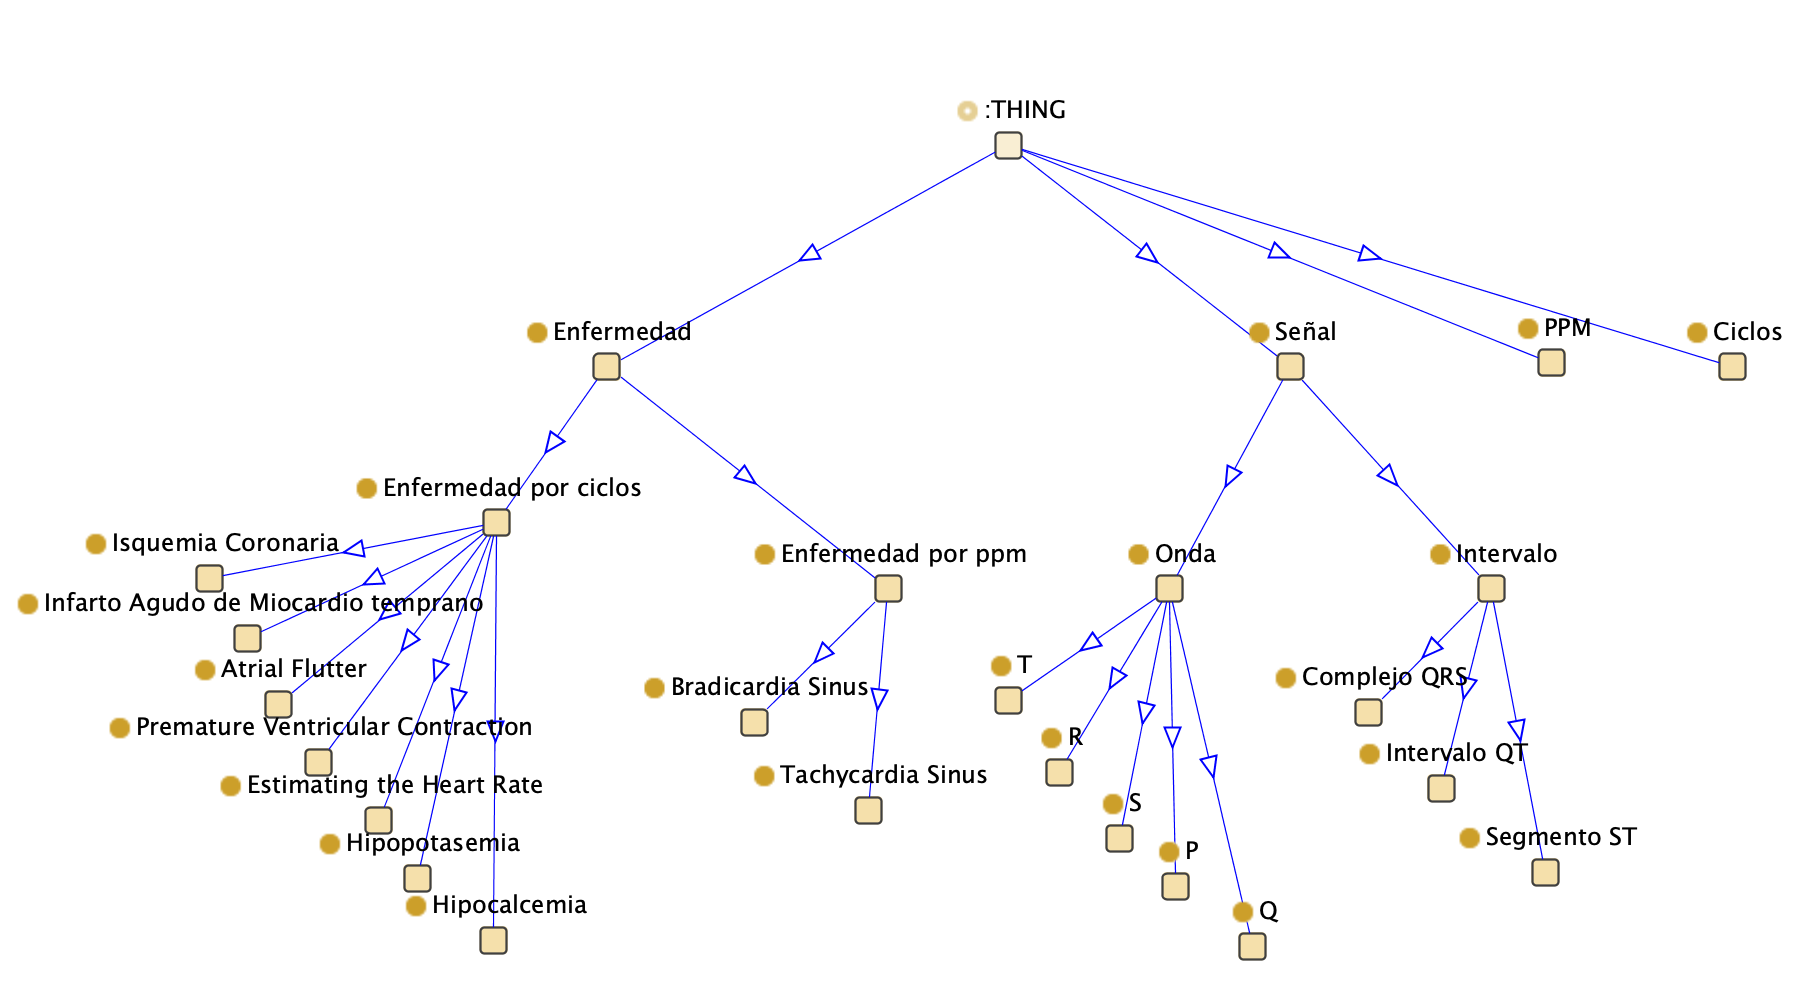 :THING
Enfermedad
Señal
PPM
Ciclos
Enfermedad por ciclos
Isquemia Coronaria
Infarto Agudo de Miocardio temprano
Atrial Flutter
Premature Ventricular Contraction
Estimating the Heart Rate
Hipopotasemia
Hipocalcemia
Enfermedad por ppm
Bradicardia Sinus
Tachycardia Sinus
Onda
T
R
S
P
Q
Intervalo
Complejo QRS
Intervalo QT
Segmento ST